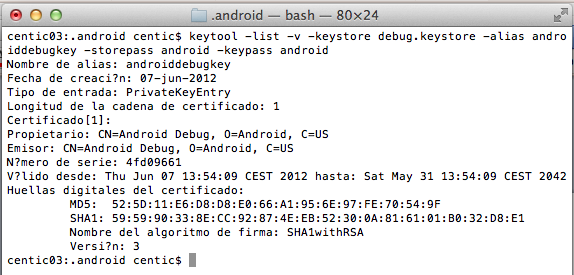 .android — bash — 80×24
centic03:.android centic$ keytool -list -v -keystore debug.keystore -alias andro
iddebugkey -storepass android -keypass android
Nombre de alias: androiddebugkey
Fecha de creaci?n: 07-jun-2012
Tipo de entrada: PrivateKeyEntry
Longitud de la cadena de certificado: 1
Certificado[1]:
Propietario: CN=Android Debug, O=Android, C=US
Emisor: CN=Android Debug, O=Android, C=US
N?mero de serie: 4fd09661
V?lido desde: Thu Jun 07 13:54:09 CEST 2012 hasta: Sat May 31 13:54:09 CEST 2042
Huellas digitales del certificado:
MD5: 52:5D:11:E6:D8:D8:E0:66:A1:95:6E:97:FE:70:54:9F
SHA1: 59:59:90:33:8E:CC:92:87:4E:EB:52:30:0A:81:61:01:B0:32:D8:E1
Nombre del algoritmo de firma: SHA1withRSA
Versi?n: 3
centic03:.android centic$